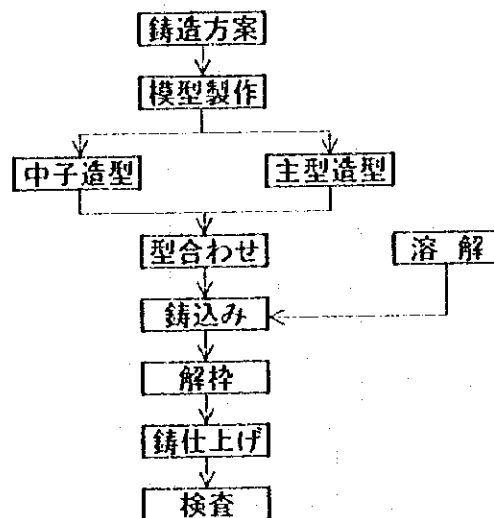 鋳造方案
模型製作
中子造型
主型造型
型合わせ
溶解
鋳込み
解枠
鋳仕上げ
検査